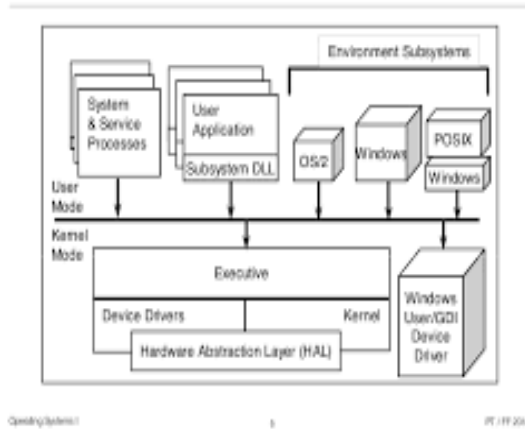 Environment Subsystems
System
& Service
Processes
User
Application
Subsystem DLL
OS/2
Windows
POSIX
Windows
User
Mode
Kernel
Mode
Executive
Device Drivers
Kernel
Hardware Abstraction Layer (HAL)
Windows
User/GDI
Device
Driver
Operating Systems I